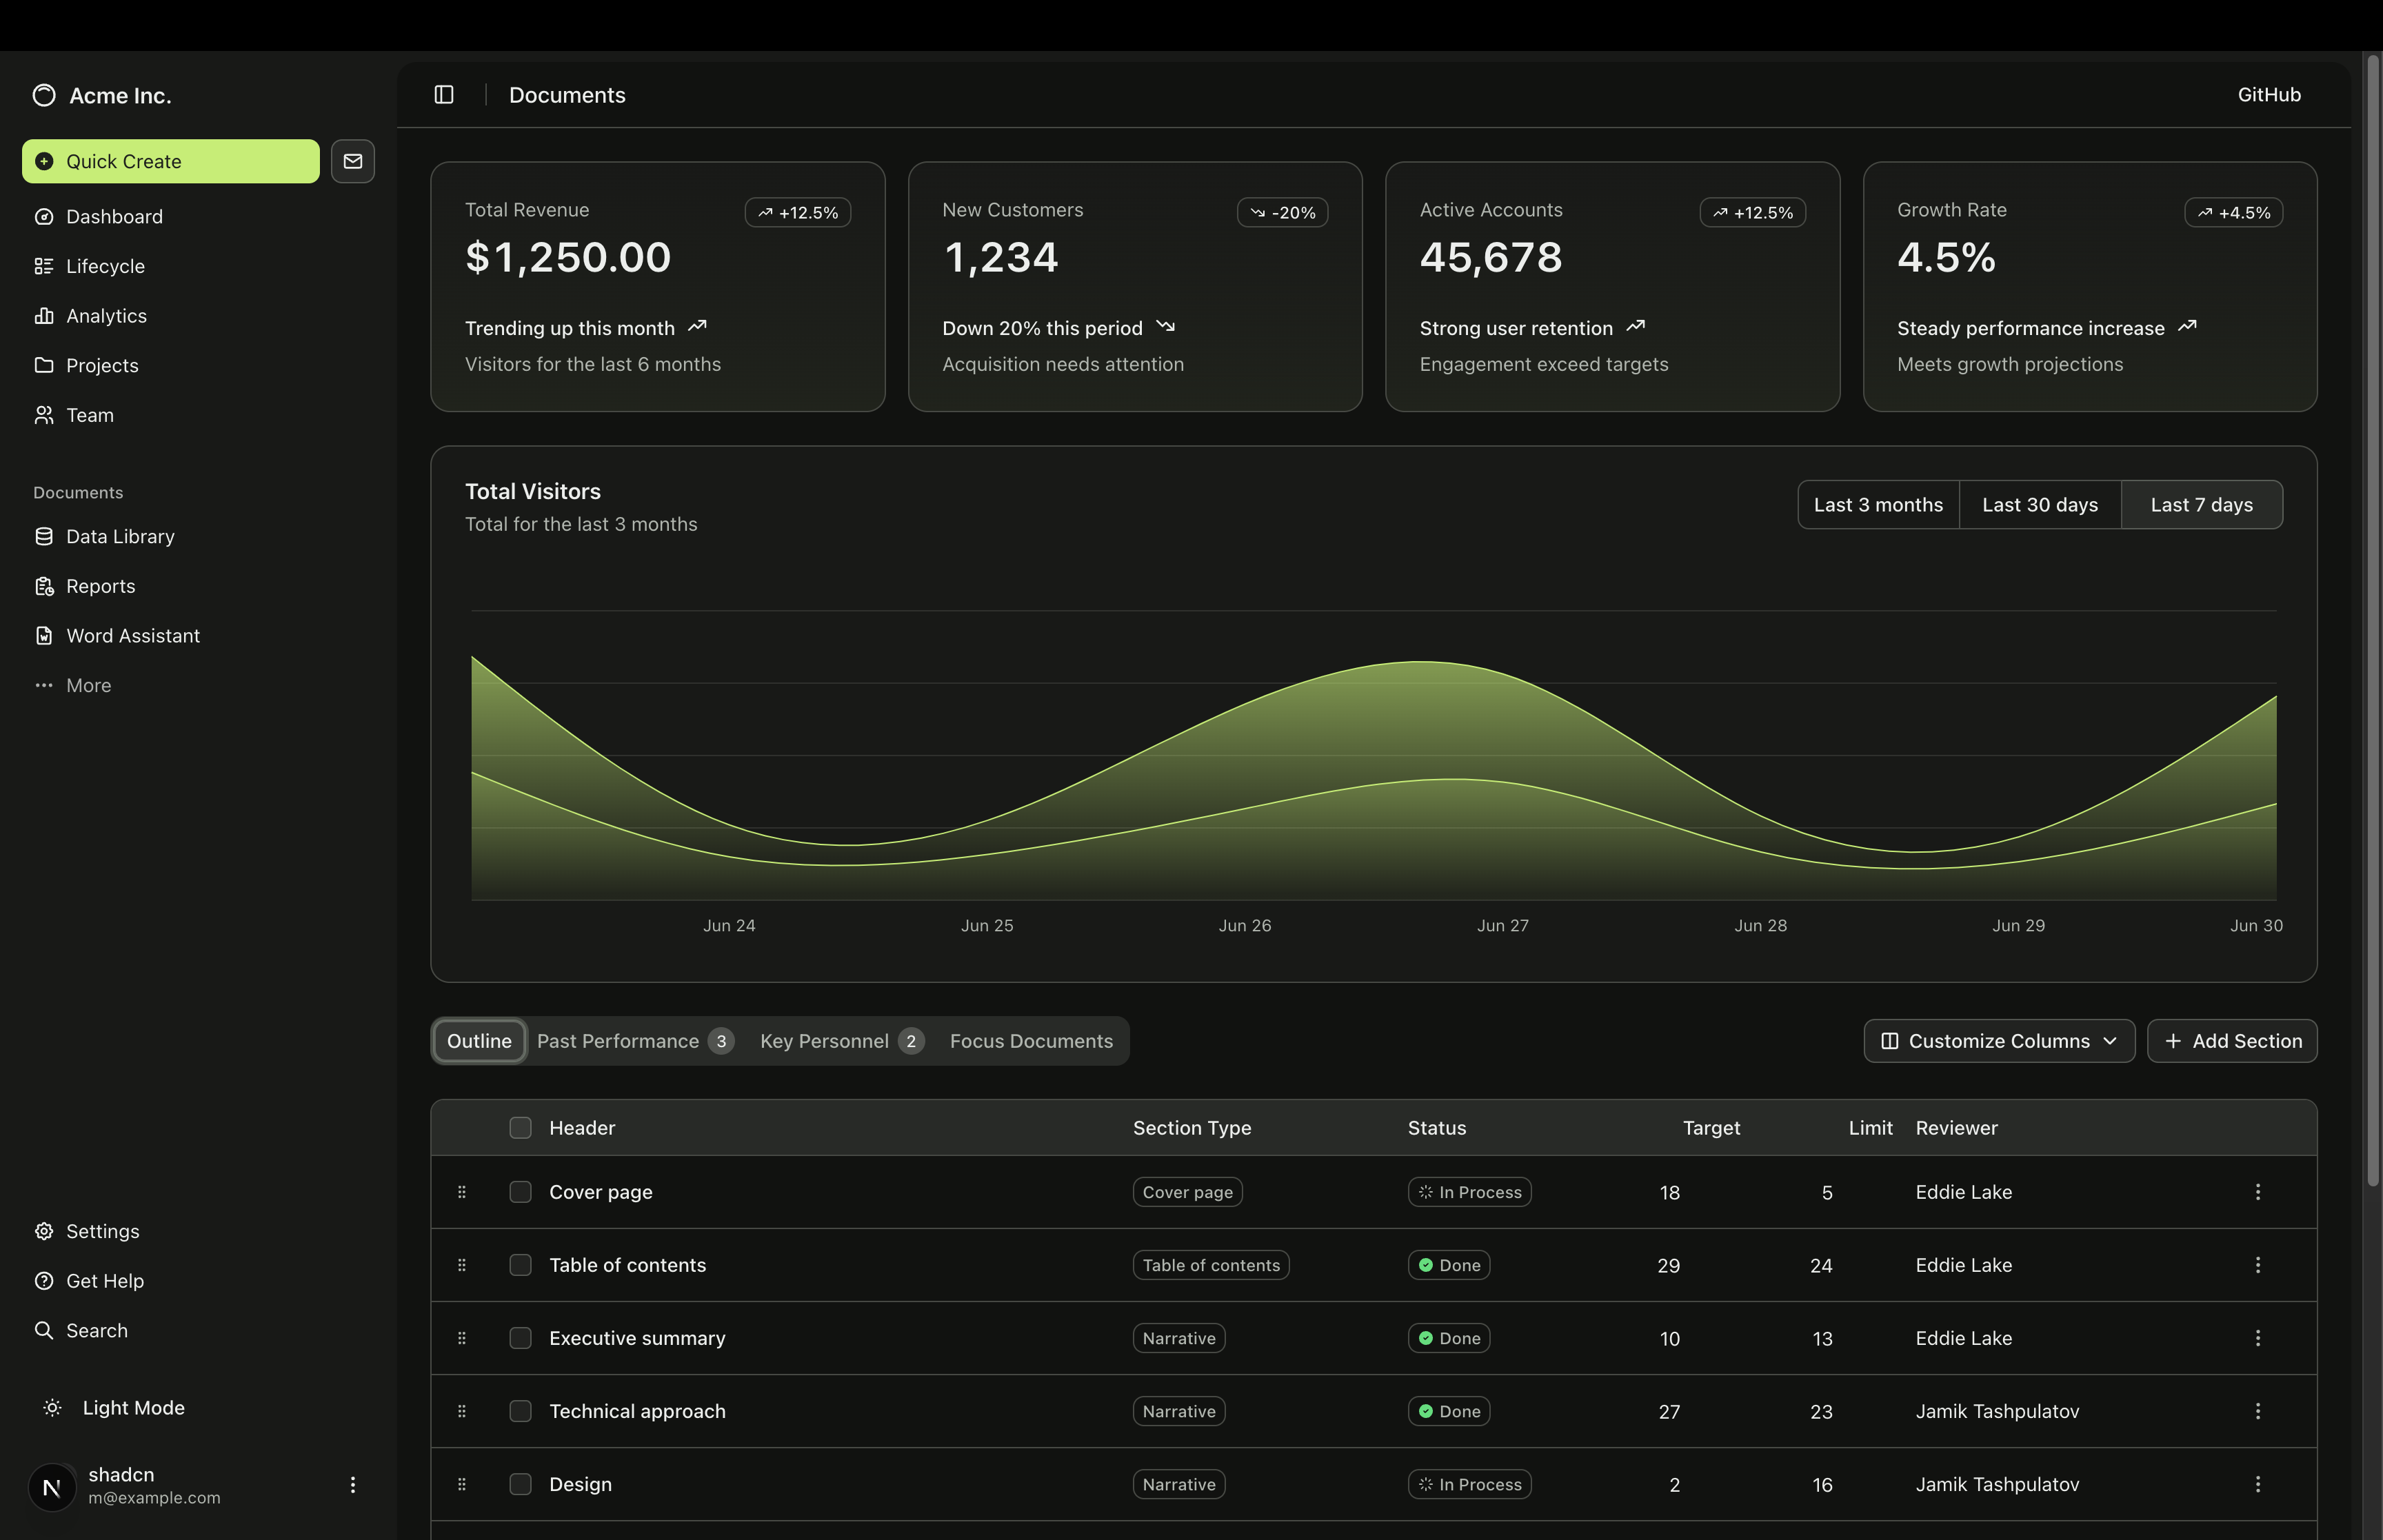 Acme Inc.
Quick Create
Dashboard
Lifecycle
Analytics
Projects
Team
Documents
Data Library
Reports
Word Assistant
More
Settings
Get Help
Search
Light Mode
N
shadcn
m@example.com
Documents
GitHub
Total Revenue
+12.5%
$1,250.00
Trending up this month
Visitors for the last 6 months
New Customers
-20%
1,234
Down 20% this period
Acquisition needs attention
Active Accounts
+12.5%
45,678
Strong user retention
Engagement exceed targets
Growth Rate
+4.5%
4.5%
Steady performance increase
Meets growth projections
Total Visitors
Total for the last 3 months
Last 3 months Last 30 days Last 7 days
Jun 24 Jun 25 Jun 26 Jun 27 Jun 28 Jun 29 Jun 30
Outline Past Performance 3 Key Personnel 2 Focus Documents
Customize Columns Add Section
Header Section Type Status Target Limit Reviewer
Cover page Cover page In Process 18 5 Eddie Lake
Table of contents Table of contents Done 29 24 Eddie Lake
Executive summary Narrative Done 10 13 Eddie Lake
Technical approach Narrative Done 27 23 Jamik Tashpulatov
Design Narrative In Process 2 16 Jamik Tashpulatov